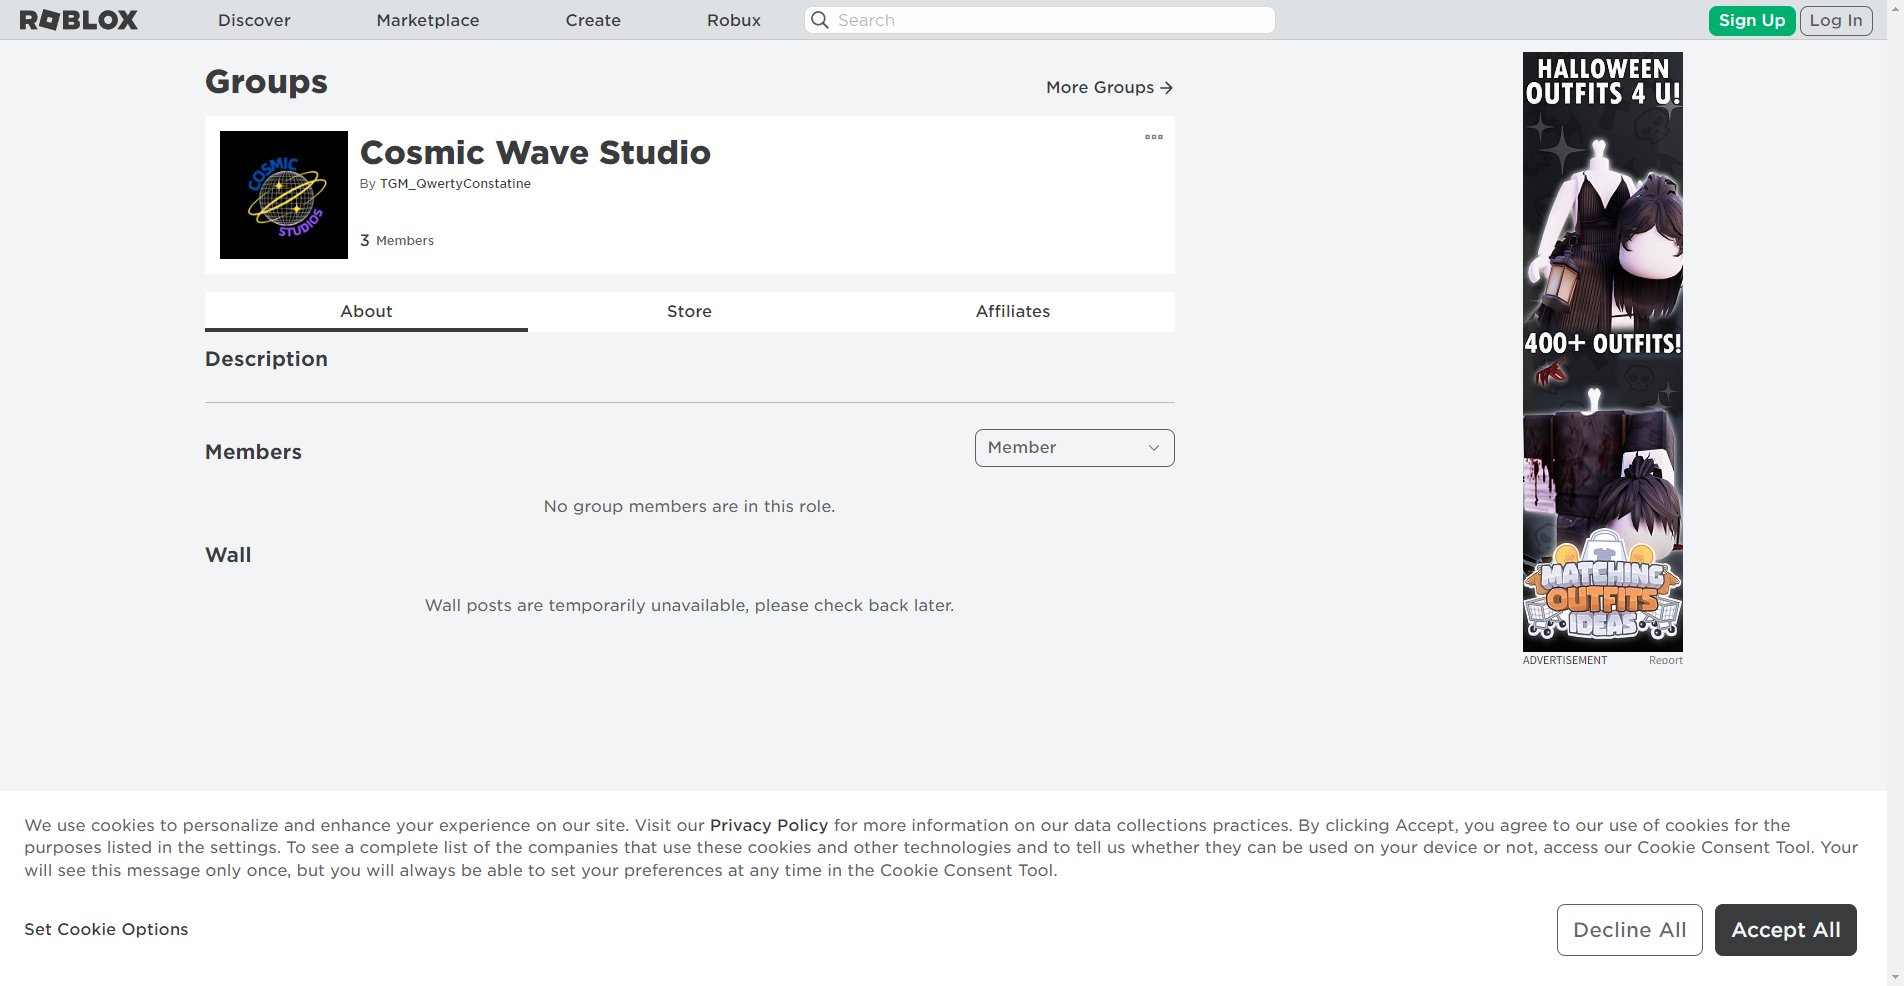 ROBLOX Discover Marketplace Create Robux Search Sign Up Log In
Groups
More Groups
COSMIC
STUDIOS
Cosmic Wave Studio
By TGM_QwertyConstatine
3 Members
About Store Affiliates
Description
Members
Member
No group members are in this role.
Wall
Wall posts are temporarily unavailable, please check back later.
HALLOWEEN
OUTFITS 4 U!
400+ OUTFITS!
MATCHING
OUTFITS
IDEAS
ADVERTISEMENT Report
We use cookies to personalize and enhance your experience on our site. Visit our Privacy Policy for more information on our data collections practices. By clicking Accept, you agree to our use of cookies for the
purposes listed in the settings. To see a complete list of the companies that use these cookies and other technologies and to tell us whether they can be used on your device or not, access our Cookie Consent Tool. Your
will see this message only once, but you will always be able to set your preferences at any time in the Cookie Consent Tool.
Set Cookie Options
Decline All
Accept All